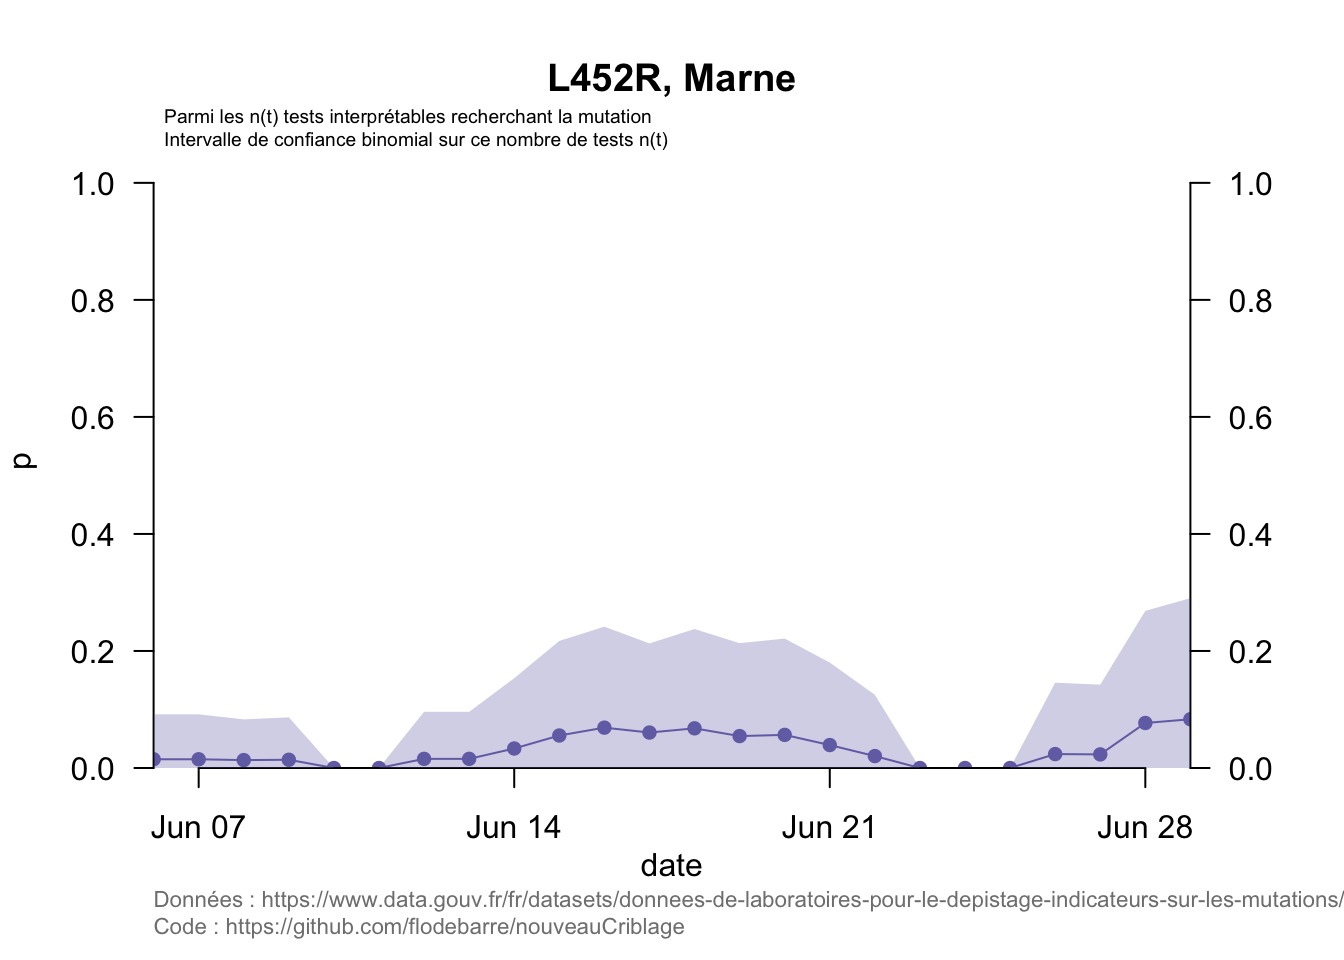 L452R, Marne
Parmi les n(t) tests interprétables recherchant la mutation
Intervalle de confiance binomial sur ce nombre de tests n(t)
1.0 1.0
0.8 0.8
0.6 0.6
p
0.4 0.4
0.2 0.2
0.0 0.0
Jun 07 Jun 14 Jun 21 Jun 28
date
Données : https://www.data.gouv.fr/fr/datasets/donnees-de-laboratoires-pour-le-depistage-indicateurs-sur-les-mutations/
Code : https://github.com/flodebarre/nouveauCriblage